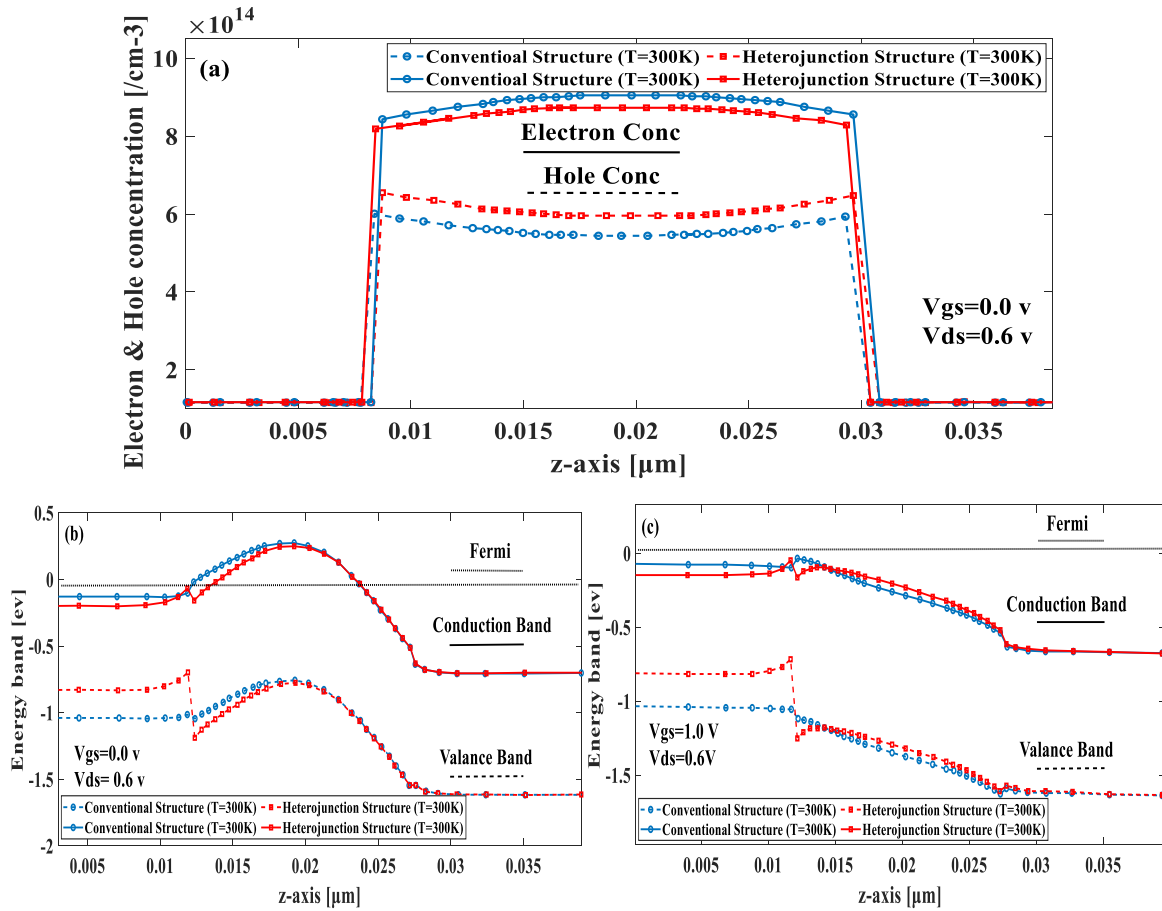 ×10^14
(a)
Conventioal Structure (T=300K) Heterojunction Structure (T=300K)
Conventioal Structure (T=300K) Heterojunction Structure (T=300K)
Electron & Hole concentration [/cm-3]
10
8
6
4
2
Electron Conc
Hole Conc
Vgs=0.0 v
Vds=0.6 v
0 0.005 0.01 0.015 0.02 0.025 0.03 0.035
z-axis [μm]
(b)
Energy band [ev]
0.5
0
-0.5
-1
-1.5
-2
Fermi
Conduction Band
Valance Band
Vgs=0.0 v
Vds= 0.6 v
Conventional Structure (T=300K) Heterojunction Structure (T=300K)
Conventional Structure (T=300K) Heterojunction Structure (T=300K)
0.005 0.01 0.015 0.02 0.025 0.03 0.035
z-axis [μm]
(c)
Energy band [ev]
0
-0.5
-1
-1.5
Fermi
Conduction Band
Valance Band
Vgs=1.0 V
Vds=0.6V
Conventional Structure (T=300K) Heterojunction Structure (T=300K)
Conventional Structure (T=300K) Heterojunction Structure (T=300K)
0.005 0.01 0.015 0.02 0.025 0.03 0.035
z-axis [μm]